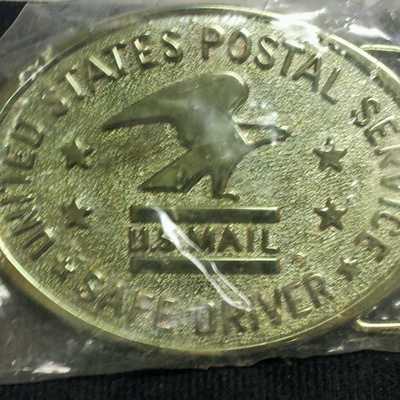 UNITED STATES POSTAL SERVICE
U.S. MAIL
SAFE DRIVER